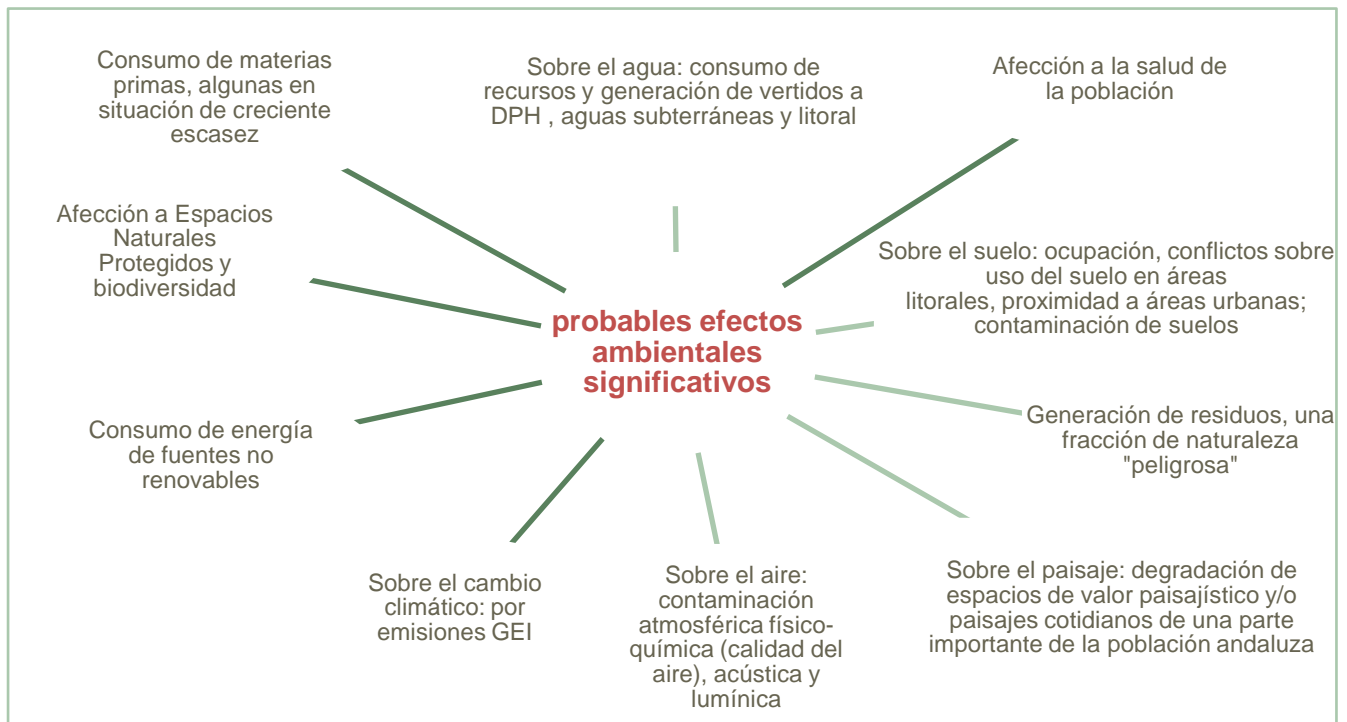 Consumo de materias
primas, algunas en
situación de creciente
escasez
Sobre el agua: consumo de
recursos y generación de vertidos a
DPH , aguas subterráneas y litoral
Afección a la salud de
la población
Afección a Espacios
Naturales
Protegidos y
biodiversidad
Sobre el suelo: ocupación, conflictos sobre
uso del suelo en áreas
litorales, proximidad a áreas urbanas;
contaminación de suelos
probables efectos
ambientales
significativos
Consumo de energía
de fuentes no
renovables
Generación de residuos, una
fracción de naturaleza
"peligrosa"
Sobre el cambio
climático: por
emisiones GEI
Sobre el aire:
contaminación
atmosférica físico-
química (calidad del
aire), acústica y
lumínica
Sobre el paisaje: degradación de
espacios de valor paisajístico y/o
paisajes cotidianos de una parte
importante de la población andaluza